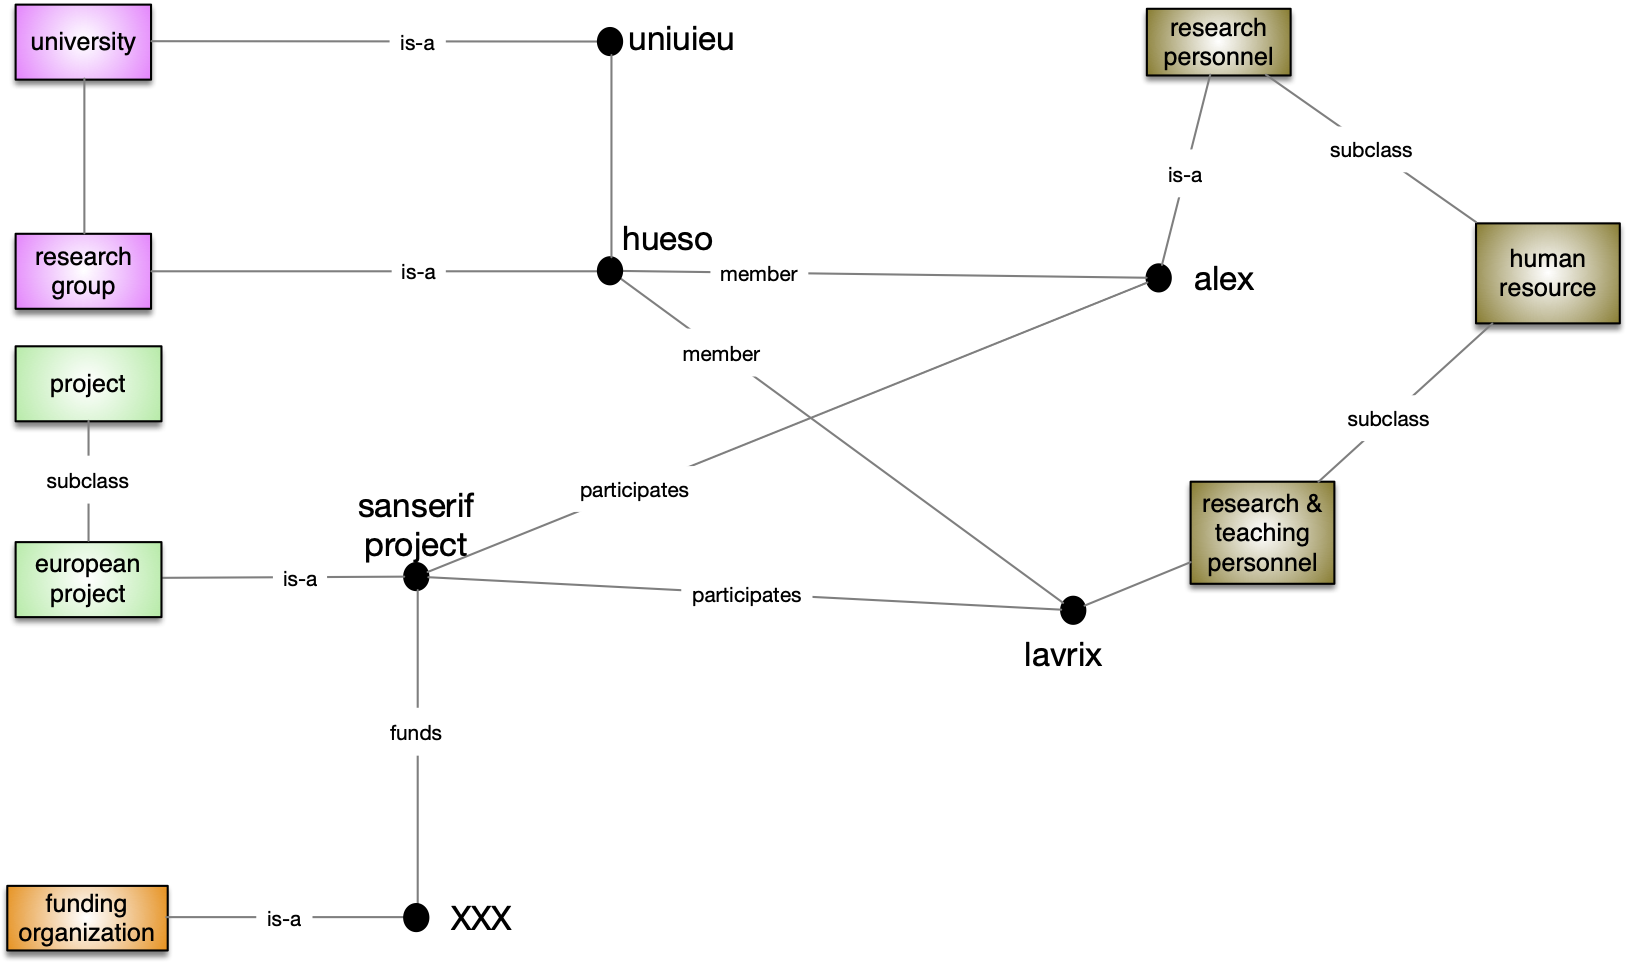 university
is-a
uniuieu
research
personnel
subclass
is-a
research
group
is-a
hueso
member
alex
human
resource
member
project
subclass
subclass
sanserif
project
participates
research &
teaching
personnel
european
project
is-a
participates
lavrix
funds
funding
organization
is-a
XXX